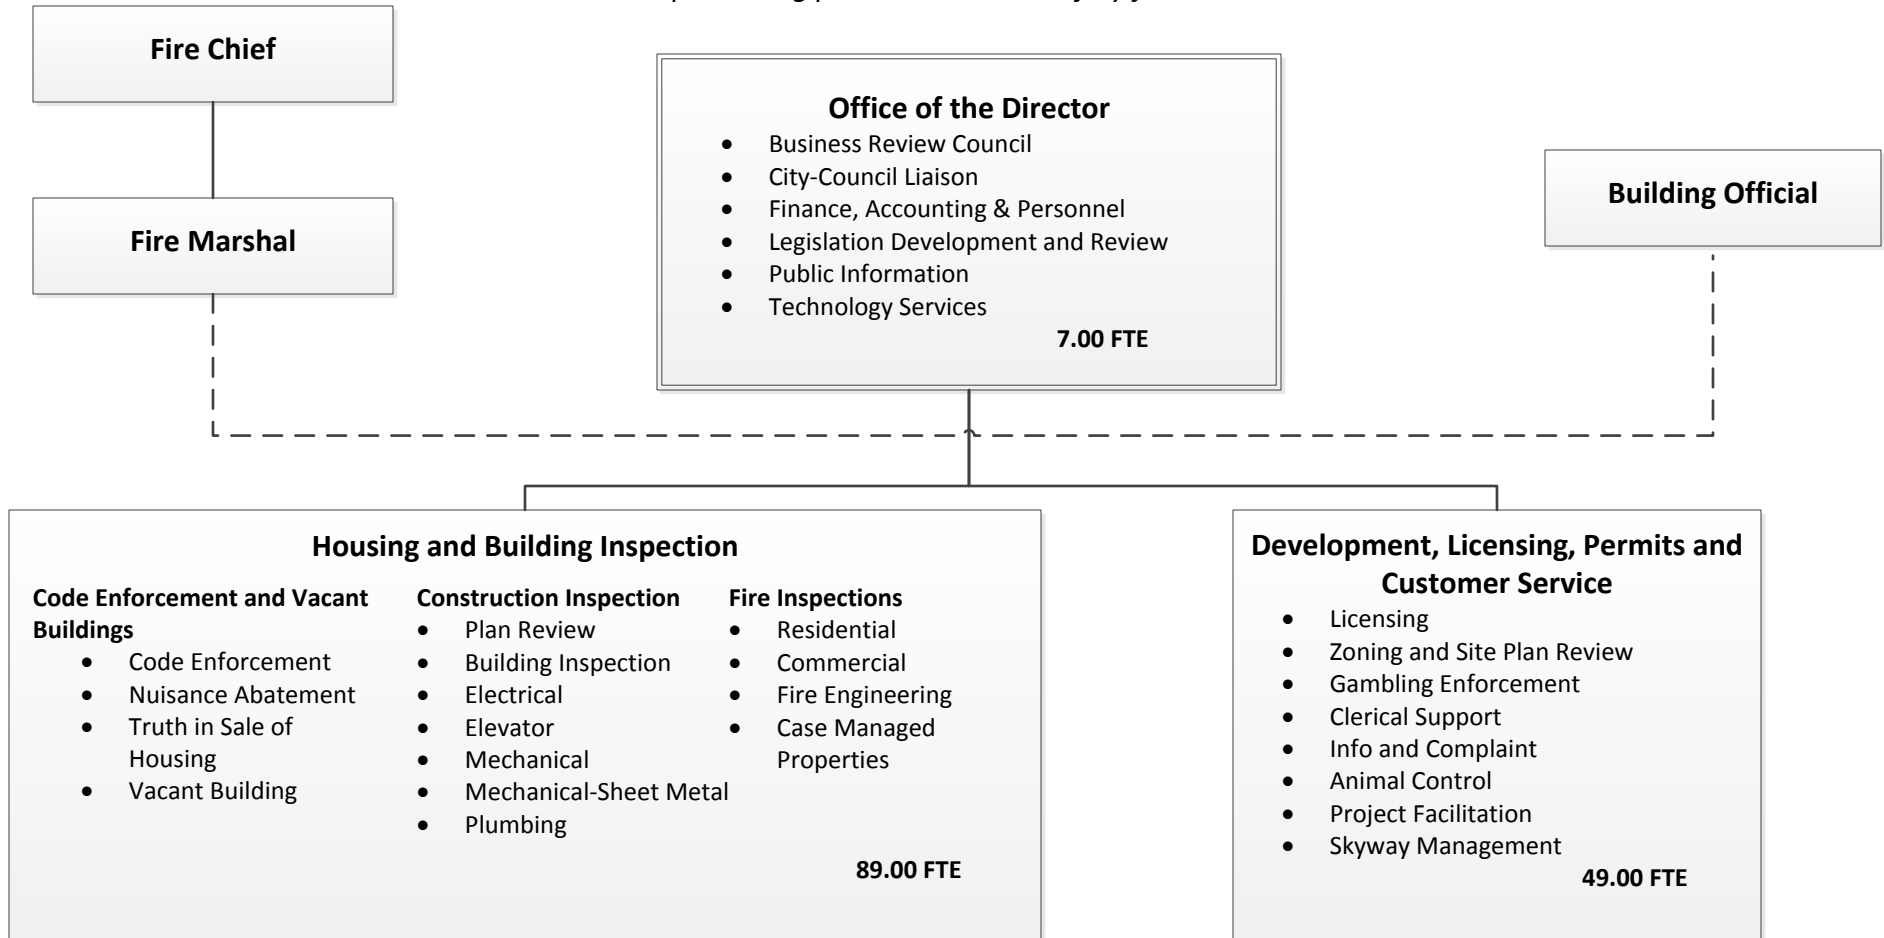 Fire Chief
Fire Marshal
Office of the Director
• Business Review Council
• City-Council Liaison
• Finance, Accounting & Personnel
• Legislation Development and Review
• Public Information
• Technology Services
7.00 FTE
Building Official
Housing and Building Inspection
Code Enforcement and Vacant
Buildings
• Code Enforcement
• Nuisance Abatement
• Truth in Sale of
Housing
• Vacant Building
Construction Inspection
• Plan Review
• Building Inspection
• Electrical
• Elevator
• Mechanical
• Mechanical-Sheet Metal
• Plumbing
Fire Inspections
• Residential
• Commercial
• Fire Engineering
• Case Managed
Properties
89.00 FTE
Development, Licensing, Permits and
Customer Service
• Licensing
• Zoning and Site Plan Review
• Gambling Enforcement
• Clerical Support
• Info and Complaint
• Animal Control
• Project Facilitation
• Skyway Management
49.00 FTE